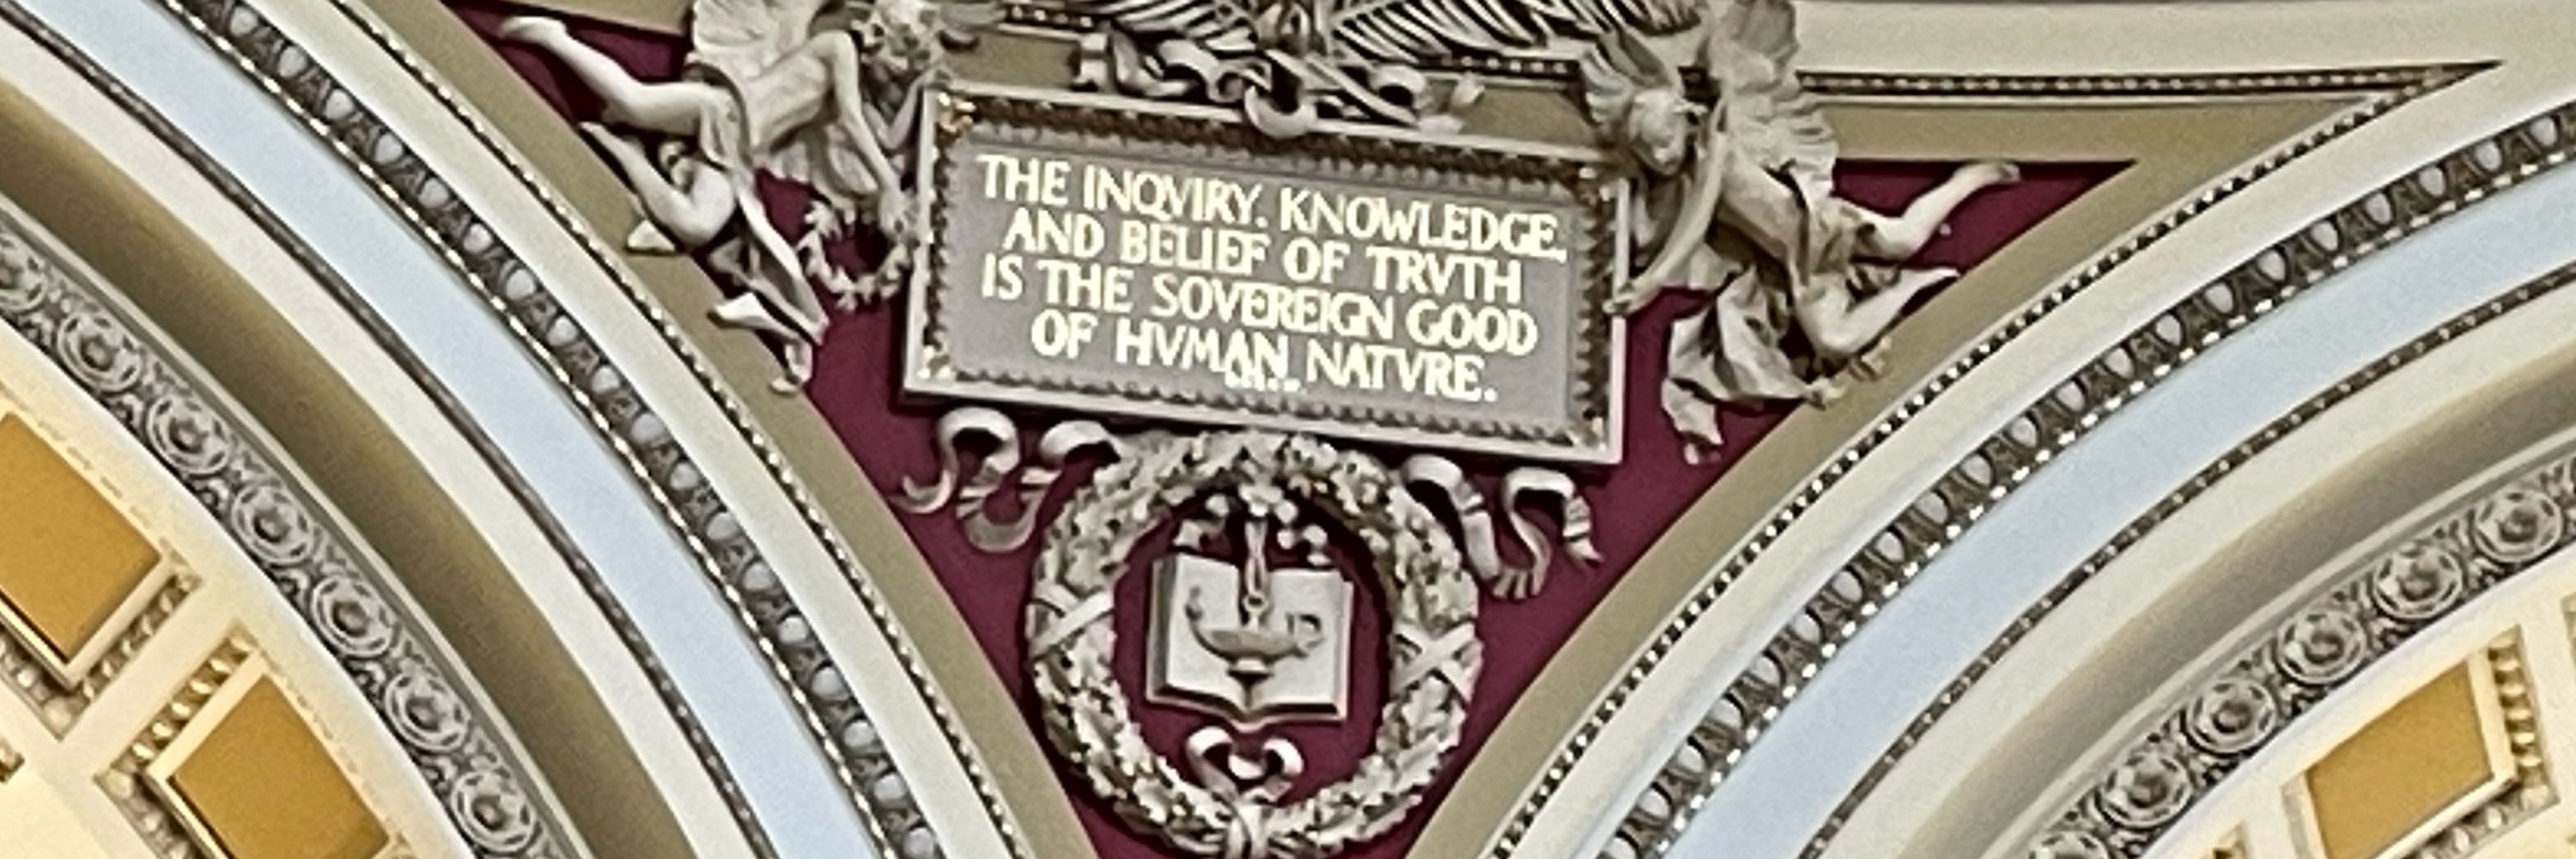 THE INQVIRY, KNOWLEDGE,
AND BELIEF OF TRVTH
IS THE SOVEREIGN GOOD
OF HVMAN NATVRE.